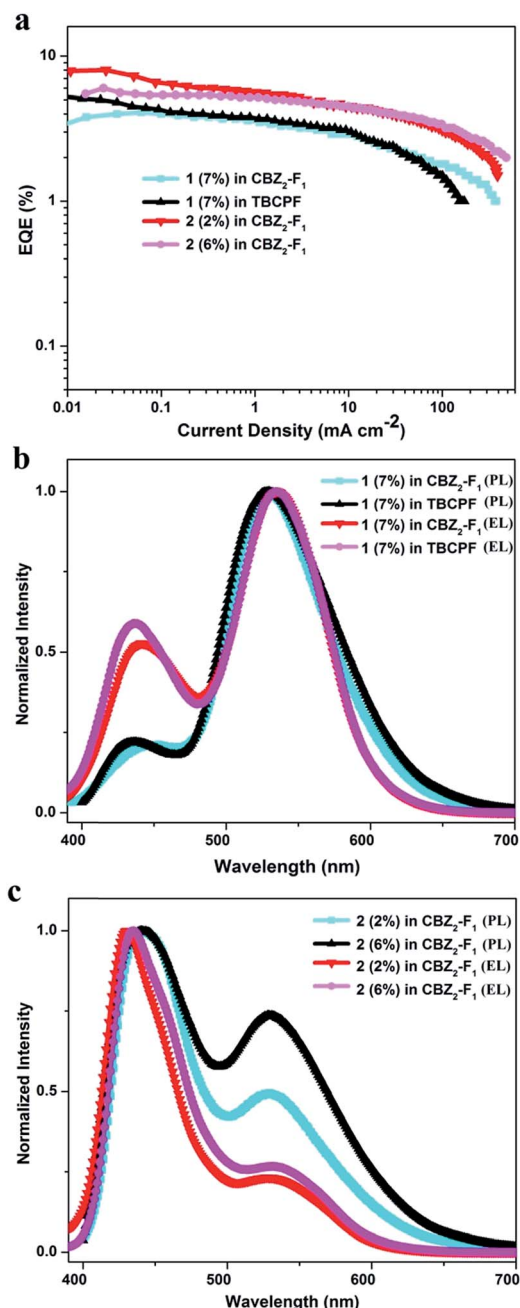 a
10
1
0.1
EQE (%)
1 (7%) in CBZ₂-F₁
1 (7%) in TBCPF
2 (2%) in CBZ₂-F₁
2 (6%) in CBZ₂-F₁
0.01 0.1 1 10 100
Current Density (mA cm⁻²)
b
1.0
0.5
0.0
Normalized Intensity
1 (7%) in CBZ₂-F₁ (PL)
1 (7%) in TBCPF (PL)
1 (7%) in CBZ₂-F₁ (EL)
1 (7%) in TBCPF (EL)
400 500 600 700
Wavelength (nm)
c
1.0
0.5
0.0
Normalized Intensity
2 (2%) in CBZ₂-F₁ (PL)
2 (6%) in CBZ₂-F₁ (PL)
2 (2%) in CBZ₂-F₁ (EL)
2 (6%) in CBZ₂-F₁ (EL)
400 500 600 700
Wavelength (nm)